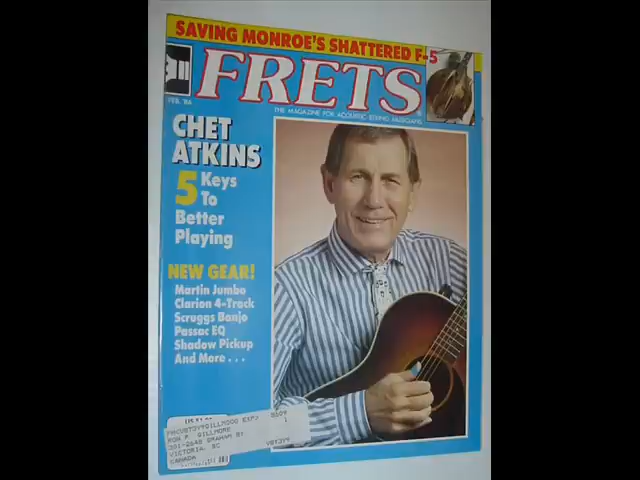 SAVING MONROE'S SHATTERED F-5
FRETS
FEB. '86
THE MAGAZINE FOR ACOUSTIC STRING MUSICIANS
CHET
ATKINS
5 Keys
To
Better
Playing
NEW GEAR!
Martin Jumbo
Clarion 4-Track
Scruggs Banjo
Passac EQ
Shadow Pickup
And More . . .
EXP
GILLMORE
VICTORIA BC
CANADA